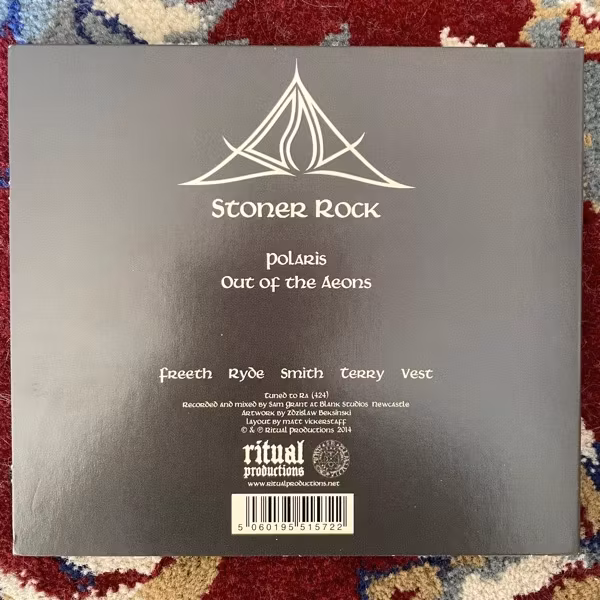 Stoner Rock
Polaris
Out of the Aeons
Freeth Ryde Smith Terry Vest
Tuned to Ra (424)
Recorded and mixed by Sam Grant at Blank Studios Newcastle
Artwork by Zdzislaw Beksinski
Layout by Matt Vickerstaff
© & ℗ Ritual Productions 2014
ritual
productions
www.ritualproductions.net
5 060195 515722